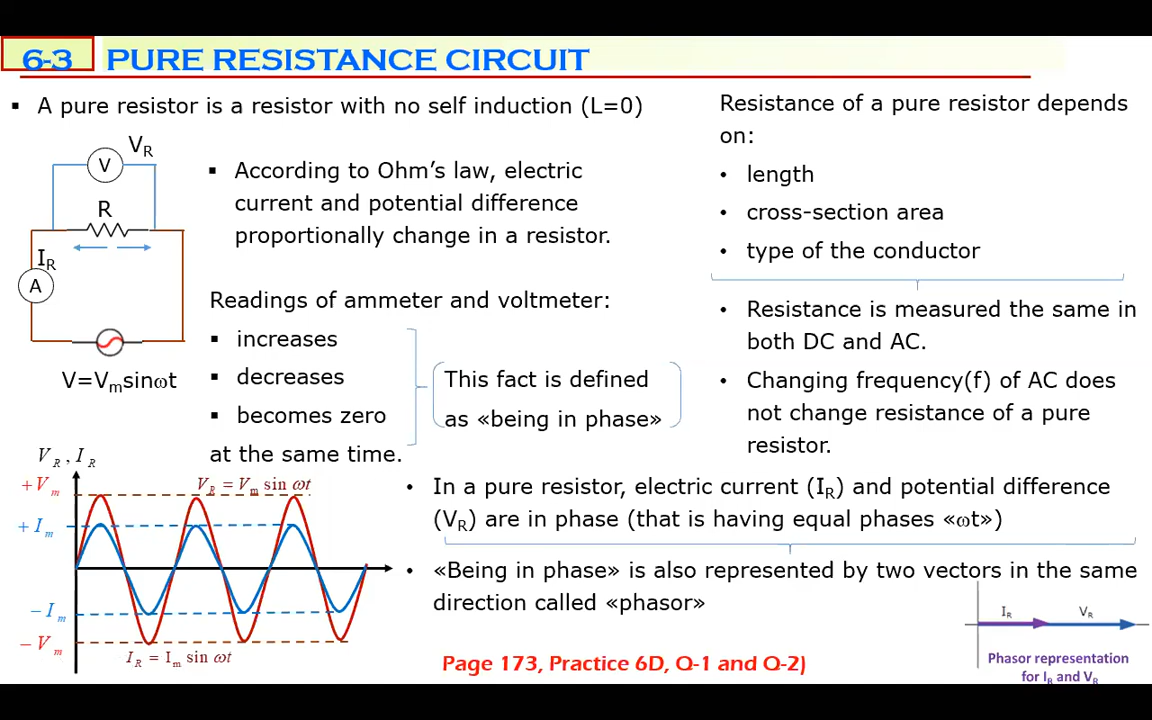 6-3 PURE RESISTANCE CIRCUIT
▪ A pure resistor is a resistor with no self induction (L=0)
V_R
V
R
I_R
A
V=V_m sinωt
▪ According to Ohm's law, electric
current and potential difference
proportionally change in a resistor.
Readings of ammeter and voltmeter:
▪ increases
▪ decreases
▪ becomes zero
at the same time.
This fact is defined
as «being in phase»
Resistance of a pure resistor depends
on:
• length
• cross-section area
• type of the conductor
• Resistance is measured the same in
both DC and AC.
• Changing frequency(f) of AC does
not change resistance of a pure
resistor.
V_R , I_R
+V_m
+I_m
−I_m
−V_m
V_R = V_m sin ωt
I_R = I_m sin ωt
• In a pure resistor, electric current (I_R) and potential difference
(V_R) are in phase (that is having equal phases «ωt»)
• «Being in phase» is also represented by two vectors in the same
direction called «phasor»
I_R V_R
Phasor representation
for I_R and V_R
Page 173, Practice 6D, Q-1 and Q-2)